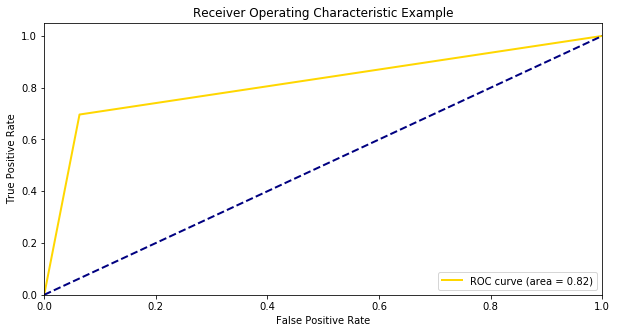 Receiver Operating Characteristic Example
1.0
0.8
0.6
0.4
0.2
0.0
True Positive Rate
ROC curve (area = 0.82)
0.0 0.2 0.4 0.6 0.8 1.0
False Positive Rate